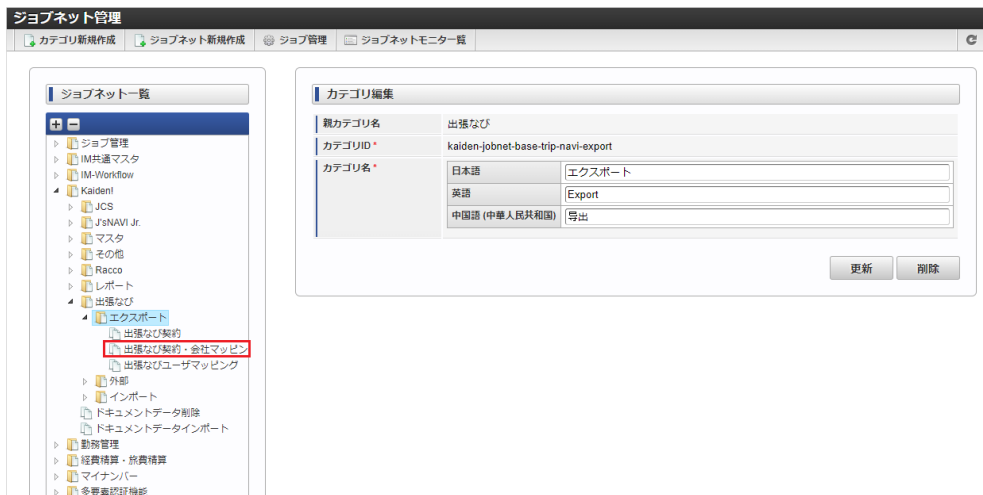 ジョブネット管理
カテゴリ新規作成 ジョブネット新規作成 ジョブ管理 ジョブネットモニタ一覧
ジョブネット一覧
ジョブ管理
IM共通マスタ
IM-Workflow
Kaiden!
JCS
J'sNAVI Jr.
マスタ
その他
Racco
レポート
出張なび
エクスポート
出張なび契約
出張なび契約・会社マッピン
出張なびユーザマッピング
外部
インポート
ドキュメントデータ削除
ドキュメントデータインポート
勤務管理
経費精算・旅費精算
マイナンバー
多要素認証機能
カテゴリ編集
親カテゴリ名 出張なび
カテゴリID* kaiden-jobnet-base-trip-navi-export
カテゴリ名* 日本語 エクスポート
英語 Export
中国語 (中華人民共和国) 导出
更新 削除